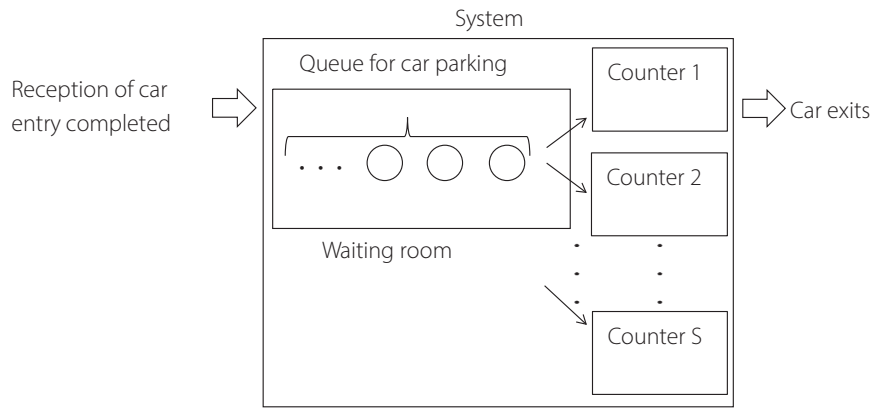 System
Queue for car parking
Counter 1
Reception of car
entry completed
Car exits
. . .
Counter 2
Waiting room
Counter S